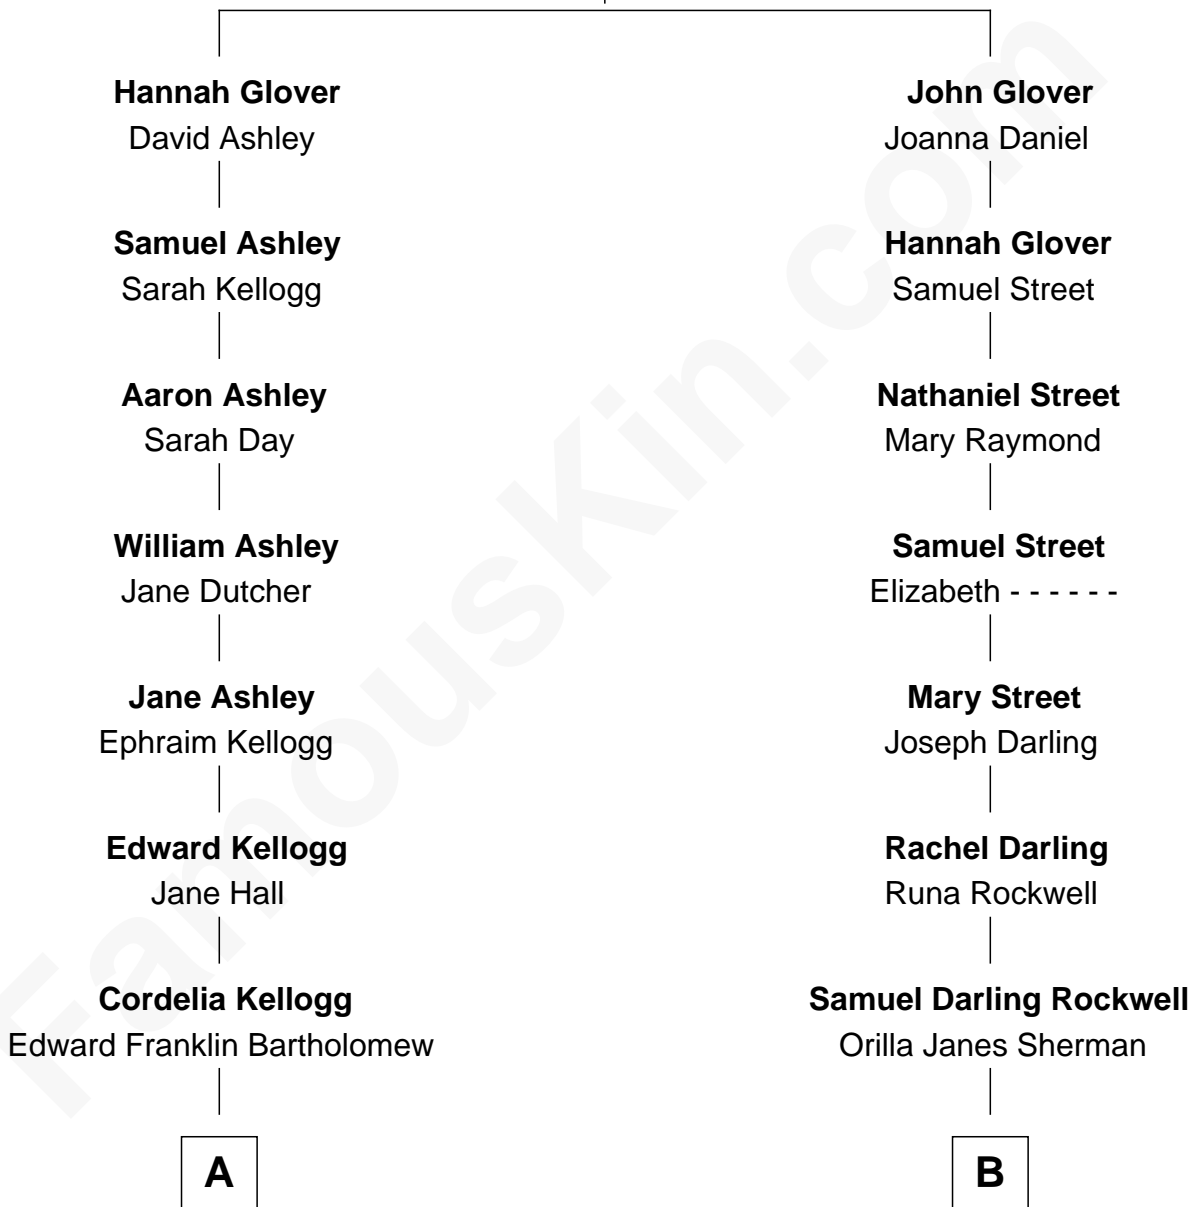 Hannah Glover
David Ashley
Samuel Ashley
Sarah Kellogg
Aaron Ashley
Sarah Day
William Ashley
Jane Dutcher
Jane Ashley
Ephraim Kellogg
Edward Kellogg
Jane Hall
Cordelia Kellogg
Edward Franklin Bartholomew
A
John Glover
Joanna Daniel
Hannah Glover
Samuel Street
Nathaniel Street
Mary Raymond
Samuel Street
Elizabeth - - - - - -
Mary Street
Joseph Darling
Rachel Darling
Runa Rockwell
Samuel Darling Rockwell
Orilla Janes Sherman
B
FamousKin.com